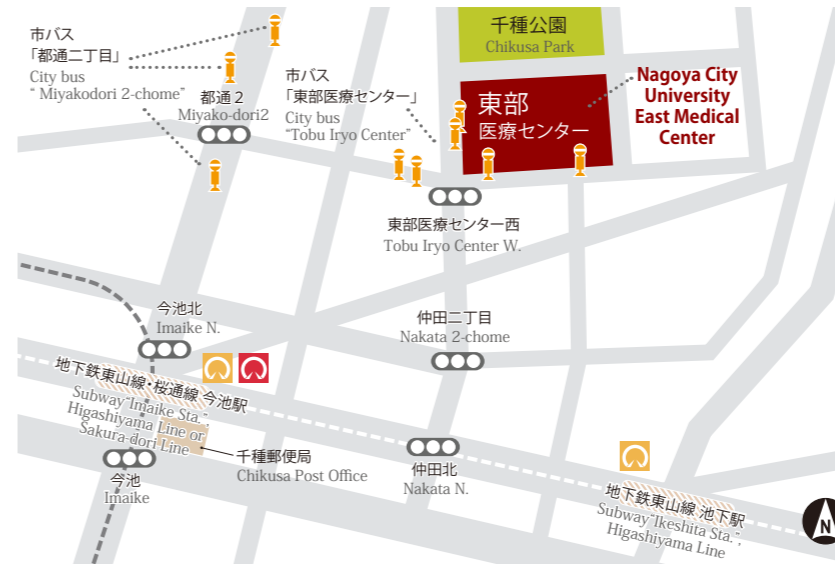 市バス
「都通二丁目」
City bus
“ Miyakodori 2-chome”
都通２
Miyako-dori2
市バス
「東部医療センター」
City bus
“Tobu Iryo Center”
千種公園
Chikusa Park
東部
医療センター
Nagoya City
University
East Medical
Center
東部医療センター西
Tobu Iryo Center W.
今池北
Imaike N.
仲田二丁目
Nakata 2-chome
地下鉄東山線・桜通線 今池駅
Subway“Imaike Sta.”,
Higashiyama Line or
Sakura-dori Line
千種郵便局
Chikusa Post Office
今池
Imaike
仲田北
Nakata N.
地下鉄東山線 池下駅
Subway“Ikeshita Sta.”,
Higashiyama Line
N